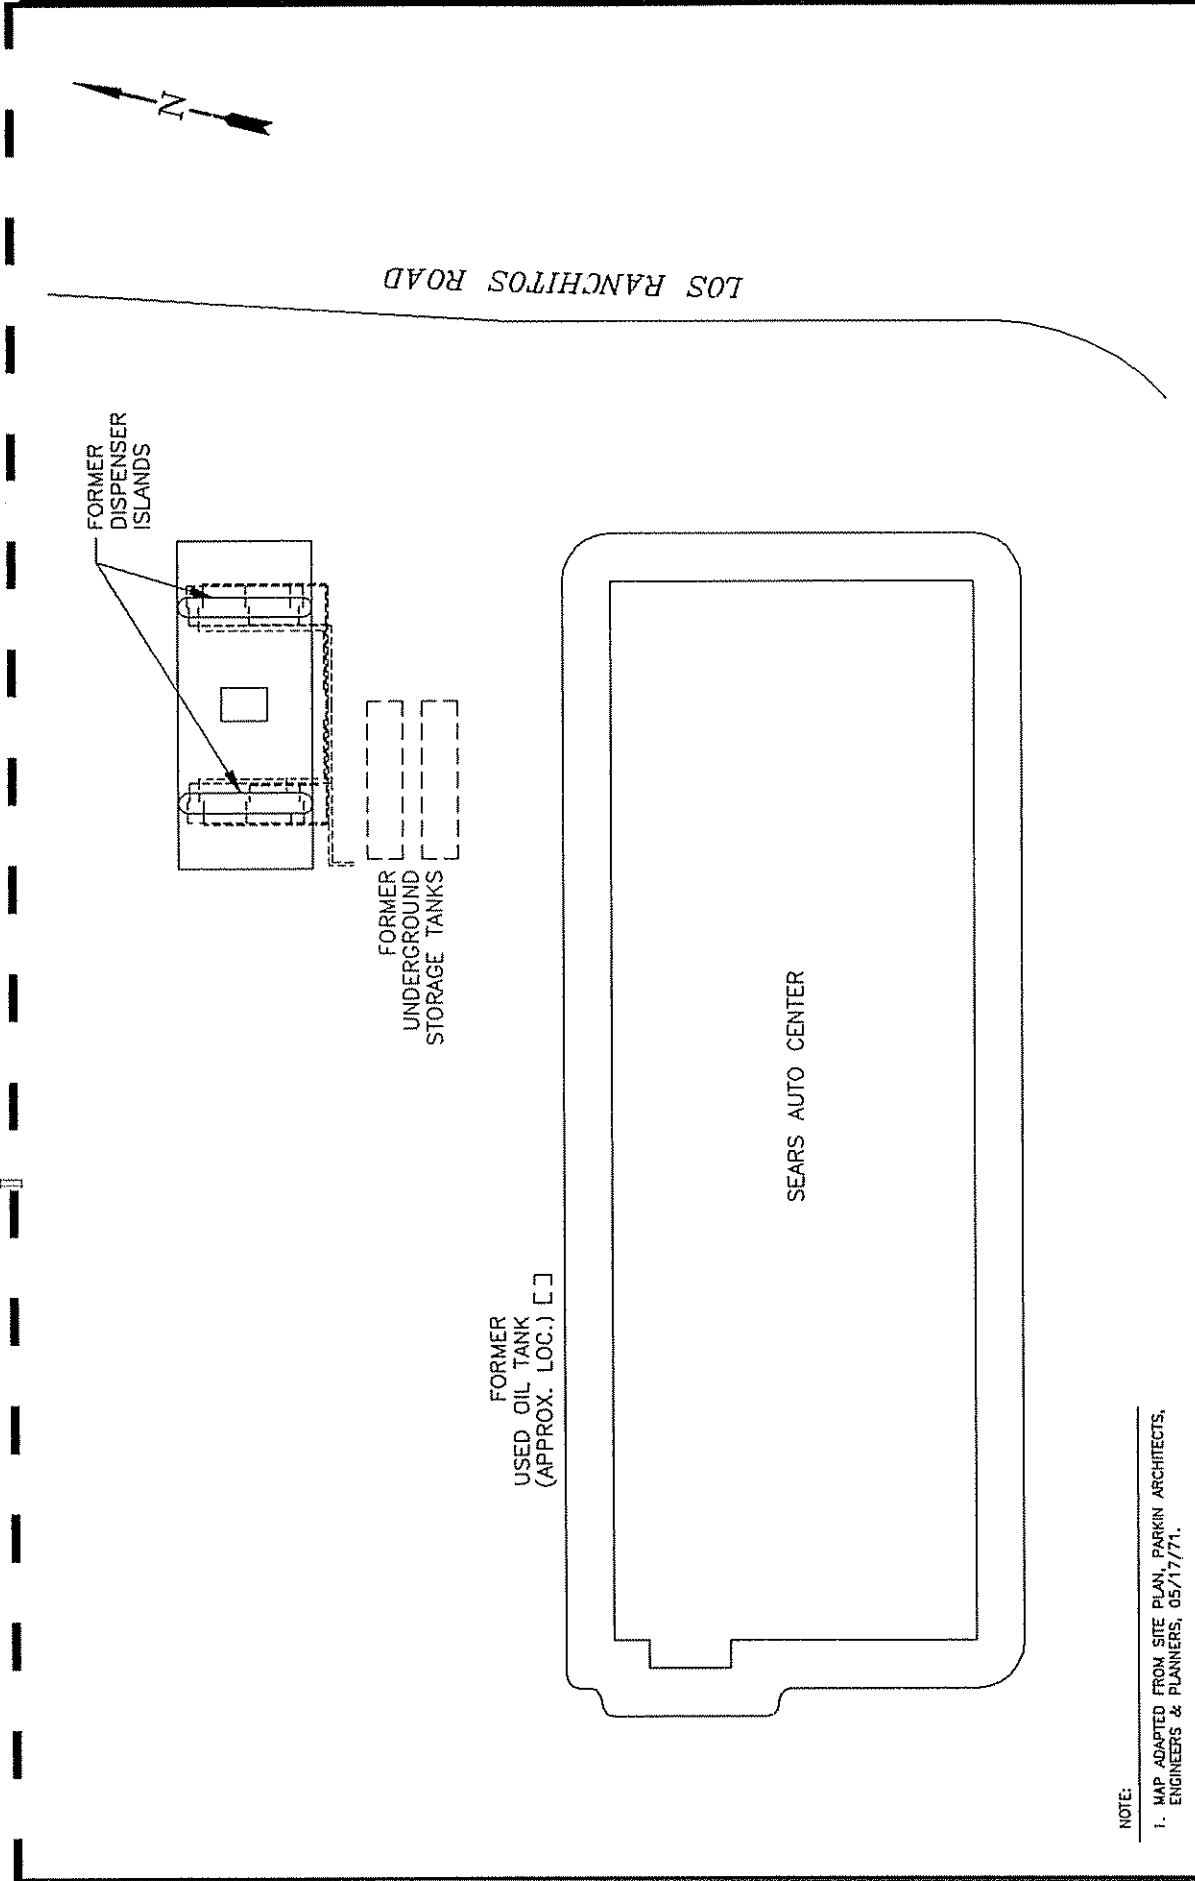 N
LOS RANCHITOS ROAD
FORMER
DISPENSER
ISLANDS
FORMER
UNDERGROUND
STORAGE TANKS
FORMER
USED OIL TANK
(APPROX. LOC.)
SEARS AUTO CENTER
NOTE:
1. MAP ADAPTED FROM SITE PLAN, PARKIN ARCHITECTS,
ENGINEERS & PLANNERS, 05/17/71.